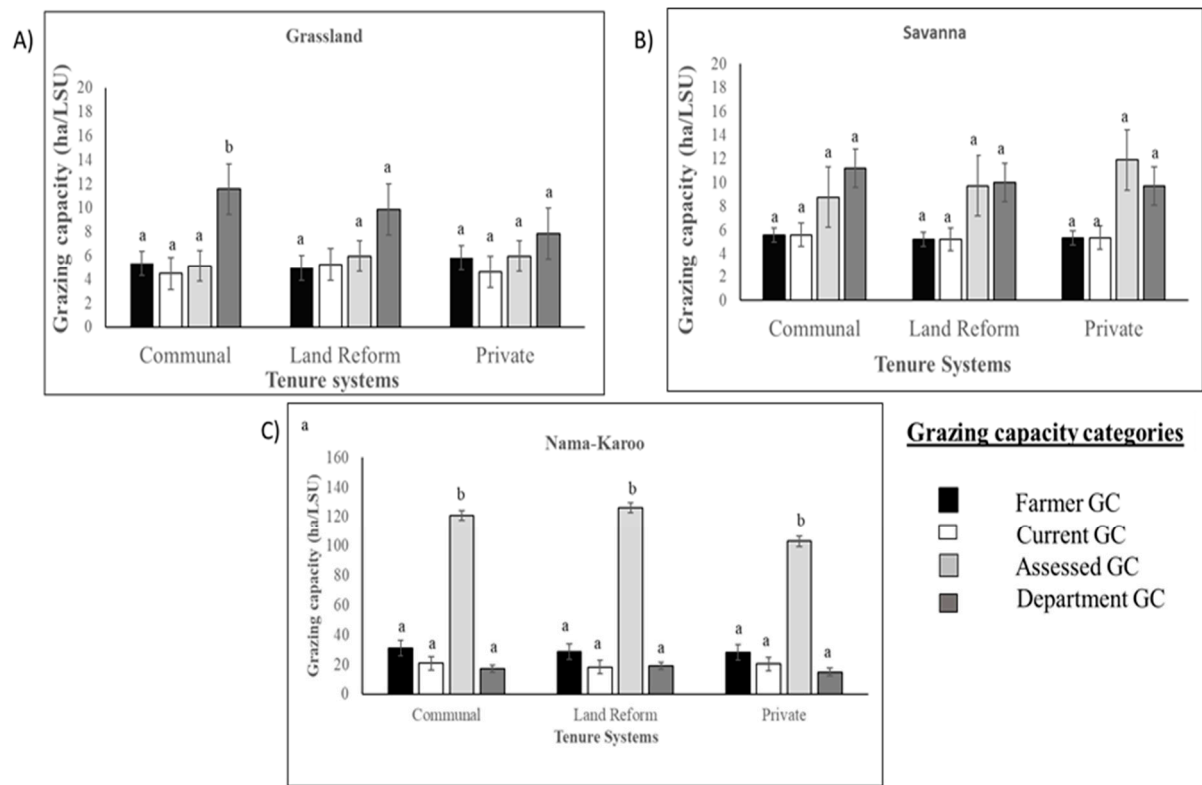 A)
Grassland
Grazing capacity (ha/LSU)
20
18
16
14
12
10
8
6
4
2
0
a a a b
a a a
a a a a
Communal Land Reform Private
Tenure systems
B)
Savanna
Grazing capacity (ha/LSU)
20
18
16
14
12
10
8
6
4
2
0
a a a a
a a a a
a a a a
Communal Land Reform Private
Tenure Systems
C)
a
Nama-Karoo
Grazing capacity (ha/LSU)
160
140
120
100
80
60
40
20
0
a a b a
a a b a
a a b a
Communal Land Reform Private
Tenure Systems
Grazing capacity categories
Farmer GC
Current GC
Assessed GC
Department GC